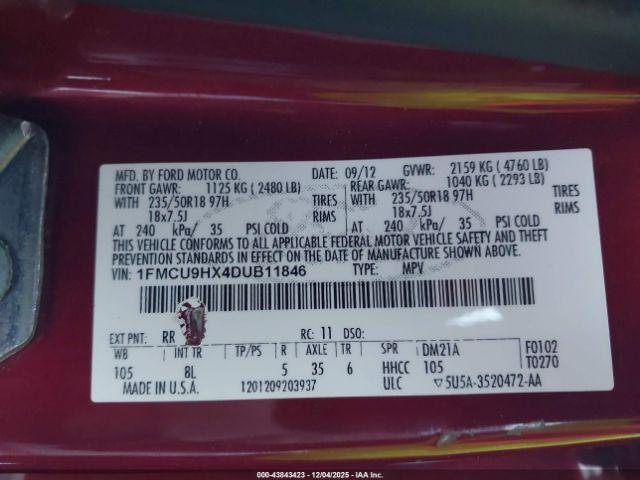 MFD. BY FORD MOTOR CO. DATE: 09/12 GVWR: 2159 KG ( 4760 LB)
FRONT GAWR: 1125 KG ( 2480 LB) REAR GAWR: 1040 KG ( 2293 LB)
WITH 235/50R18 97H TIRES WITH 235/50R18 97H TIRES
18x7.5J RIMS 18x7.5J RIMS
AT 240 kPa/ 35 PSI COLD AT 240 kPa/ 35 PSI COLD
THIS VEHICLE CONFORMS TO ALL APPLICABLE FEDERAL MOTOR VEHICLE SAFETY AND THEFT
PREVENTION STANDARDS IN EFFECT ON THE DATE OF MANUFACTURE SHOWN ABOVE.
VIN: 1FMCU9HX4DUB11846 TYPE: MPV
EXT PNT: RR RC: 11 DSO:
WB INT TR TP/PS R AXLE TR SPR DM21A F0102
105 8L 5 35 6 HHCC 105 T0270
MADE IN U.S.A. 1201209203937 ULC ▽5U5A-3520472-AA
000-43843423 - 12/04/2025 - IAA Inc.